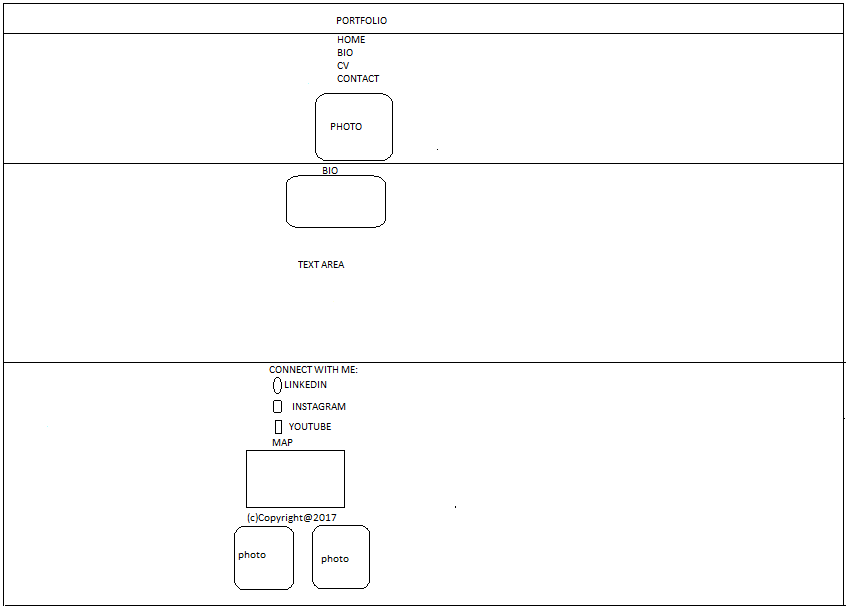 PORTFOLIO
HOME
BIO
CV
CONTACT
PHOTO
BIO
TEXT AREA
CONNECT WITH ME:
LINKEDIN
INSTAGRAM
YOUTUBE
MAP
(c)Copyright@2017
photo
photo